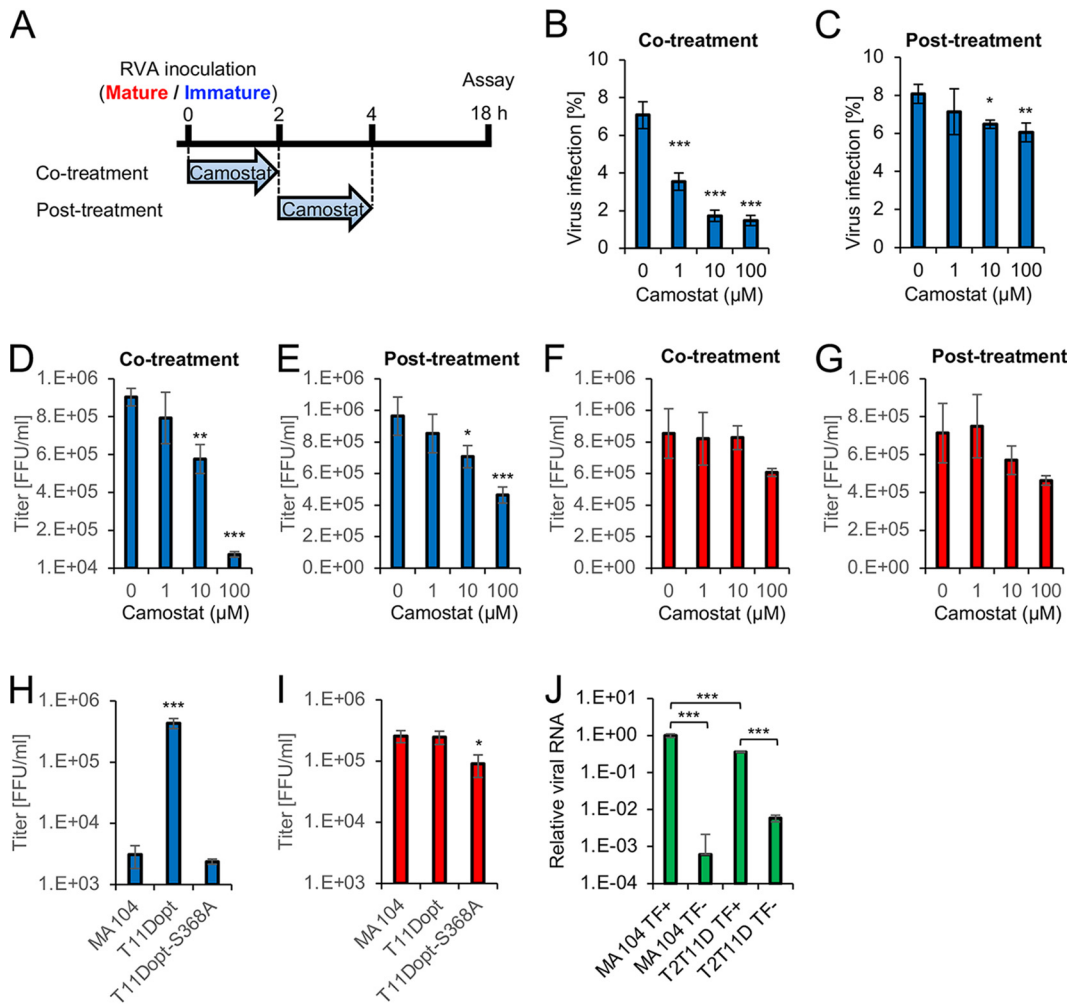 A
RVA inoculation
(Mature / Immature)
Assay
0 2 4 18 h
Co-treatment
Camostat
Post-treatment
Camostat
B
Co-treatment
Virus infection [%]
10
8
6
4
2
0
***
***
***
0 1 10 100
Camostat (µM)
C
Post-treatment
Virus infection [%]
10
8
6
4
2
0
*
**
0 1 10 100
Camostat (µM)
D
Co-treatment
Titer [FFU/ml]
1.E+06
8.E+05
6.E+05
4.E+05
2.E+05
1.E+04
**
***
0 1 10 100
Camostat (µM)
E
Post-treatment
Titer [FFU/ml]
1.E+06
8.E+05
6.E+05
4.E+05
2.E+05
0.E+00
*
***
0 1 10 100
Camostat (µM)
F
Co-treatment
Titer [FFU/ml]
1.E+06
8.E+05
6.E+05
4.E+05
2.E+05
0.E+00
0 1 10 100
Camostat (µM)
G
Post-treatment
Titer [FFU/ml]
1.E+06
8.E+05
6.E+05
4.E+05
2.E+05
0.E+00
0 1 10 100
Camostat (µM)
H
Titer [FFU/ml]
1.E+06
1.E+05
1.E+04
1.E+03
***
MA104
T11Dopt
T11Dopt-S368A
I
Titer [FFU/ml]
1.E+06
1.E+05
1.E+04
1.E+03
*
MA104
T11Dopt
T11Dopt-S368A
J
Relative viral RNA
1.E+01
1.E+00
1.E-01
1.E-02
1.E-03
1.E-04
***
***
***
MA104 TF+
MA104 TF-
T2T11D TF+
T2T11D TF-